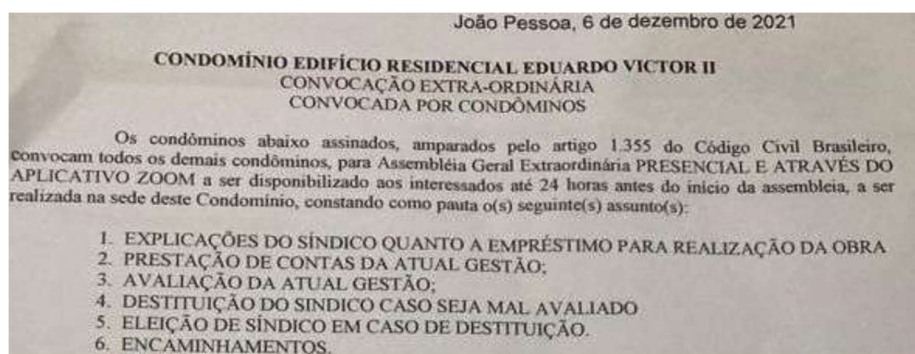 João Pessoa, 6 de dezembro de 2021
CONDOMÍNIO EDIFÍCIO RESIDENCIAL EDUARDO VICTOR II
CONVOCAÇÃO EXTRA-ORDINÁRIA
CONVOCADA POR CONDÔMINOS
Os condôminos abaixo assinados, amparados pelo artigo 1.355 do Código Civil Brasileiro,
convocam todos os demais condôminos, para Assembléia Geral Extraordinária PRESENCIAL E ATRAVÉS DO
APLICATIVO ZOOM a ser disponibilizado aos interessados até 24 horas antes do início da assembleia, a ser
realizada na sede deste Condomínio, constando como pauta o(s) seguinte(s) assunto(s):
1. EXPLICAÇÕES DO SÍNDICO QUANTO A EMPRÉSTIMO PARA REALIZAÇÃO DA OBRA
2. PRESTAÇÃO DE CONTAS DA ATUAL GESTÃO;
3. AVALIAÇÃO DA ATUAL GESTÃO;
4. DESTITUIÇÃO DO SINDICO CASO SEJA MAL AVALIADO
5. ELEIÇÃO DE SÍNDICO EM CASO DE DESTITUIÇÃO.
6. ENCAMINHAMENTOS.